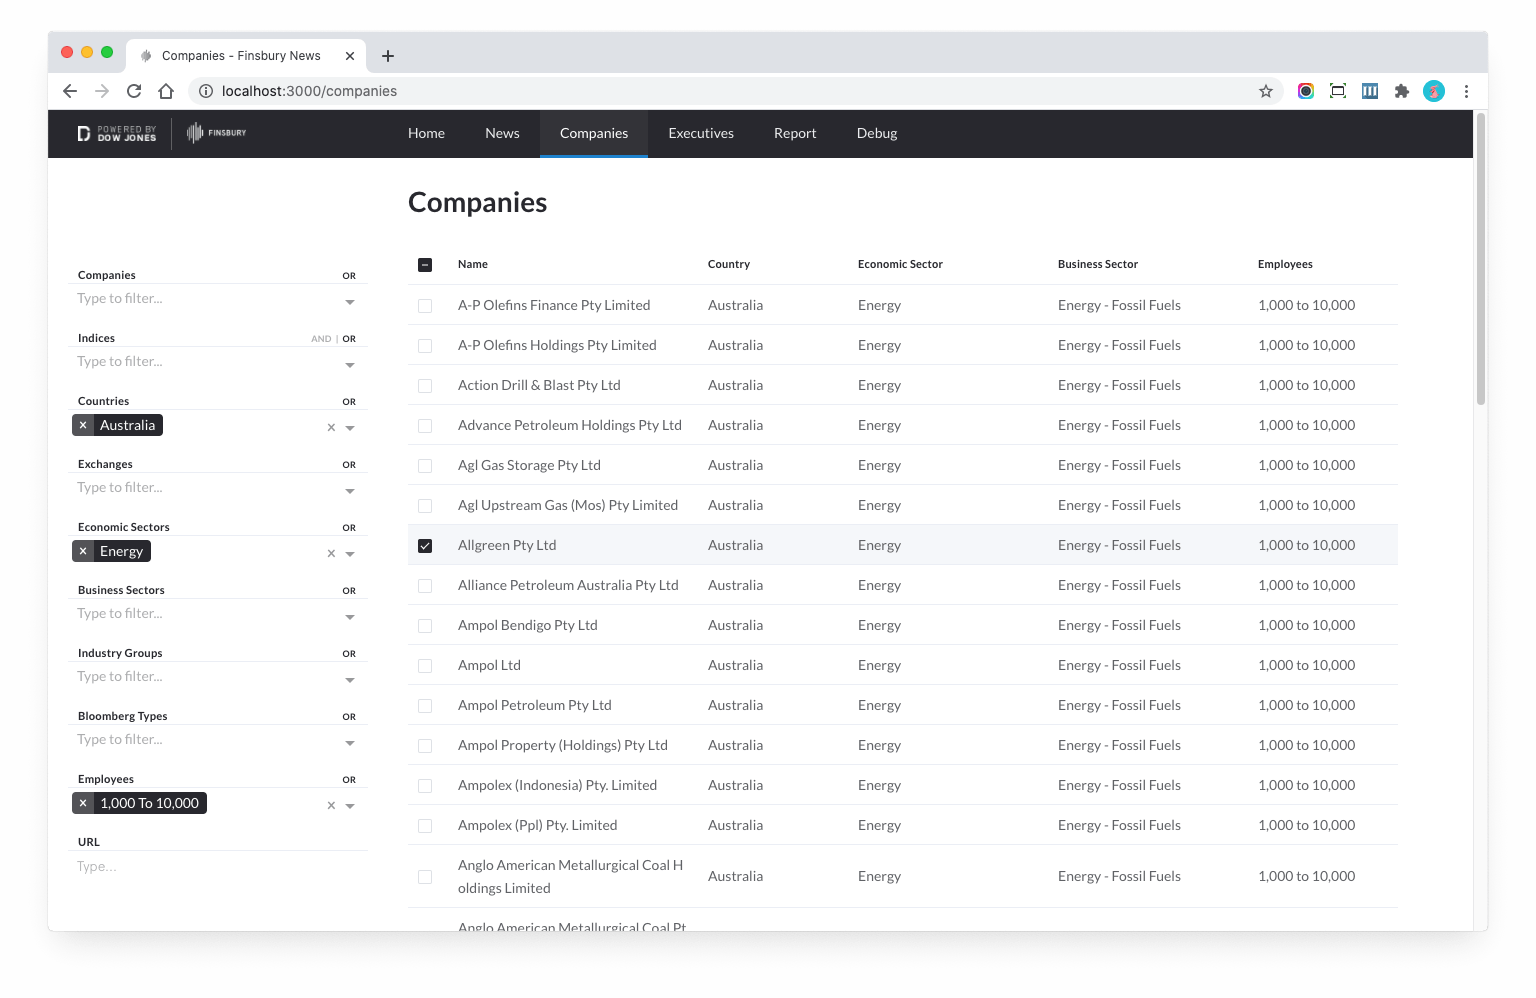 Companies - Finsbury News
localhost:3000/companies
POWERED BY
DOW JONES
FINSBURY
Home News Companies Executives Report Debug
Companies
Companies OR
Type to filter...
Indices AND | OR
Type to filter...
Countries OR
× Australia ×
Exchanges OR
Type to filter...
Economic Sectors OR
× Energy ×
Business Sectors OR
Type to filter...
Industry Groups OR
Type to filter...
Bloomberg Types OR
Type to filter...
Employees OR
× 1,000 To 10,000 ×
URL
Type...
Name Country Economic Sector Business Sector Employees
A-P Olefins Finance Pty Limited Australia Energy Energy - Fossil Fuels 1,000 to 10,000
A-P Olefins Holdings Pty Limited Australia Energy Energy - Fossil Fuels 1,000 to 10,000
Action Drill & Blast Pty Ltd Australia Energy Energy - Fossil Fuels 1,000 to 10,000
Advance Petroleum Holdings Pty Ltd Australia Energy Energy - Fossil Fuels 1,000 to 10,000
Agl Gas Storage Pty Ltd Australia Energy Energy - Fossil Fuels 1,000 to 10,000
Agl Upstream Gas (Mos) Pty Limited Australia Energy Energy - Fossil Fuels 1,000 to 10,000
Allgreen Pty Ltd Australia Energy Energy - Fossil Fuels 1,000 to 10,000
Alliance Petroleum Australia Pty Ltd Australia Energy Energy - Fossil Fuels 1,000 to 10,000
Ampol Bendigo Pty Ltd Australia Energy Energy - Fossil Fuels 1,000 to 10,000
Ampol Ltd Australia Energy Energy - Fossil Fuels 1,000 to 10,000
Ampol Petroleum Pty Ltd Australia Energy Energy - Fossil Fuels 1,000 to 10,000
Ampol Property (Holdings) Pty Ltd Australia Energy Energy - Fossil Fuels 1,000 to 10,000
Ampolex (Indonesia) Pty. Limited Australia Energy Energy - Fossil Fuels 1,000 to 10,000
Ampolex (Ppl) Pty. Limited Australia Energy Energy - Fossil Fuels 1,000 to 10,000
Anglo American Metallurgical Coal H
oldings Limited Australia Energy Energy - Fossil Fuels 1,000 to 10,000
Anglo American Metallurgical Coal Pt